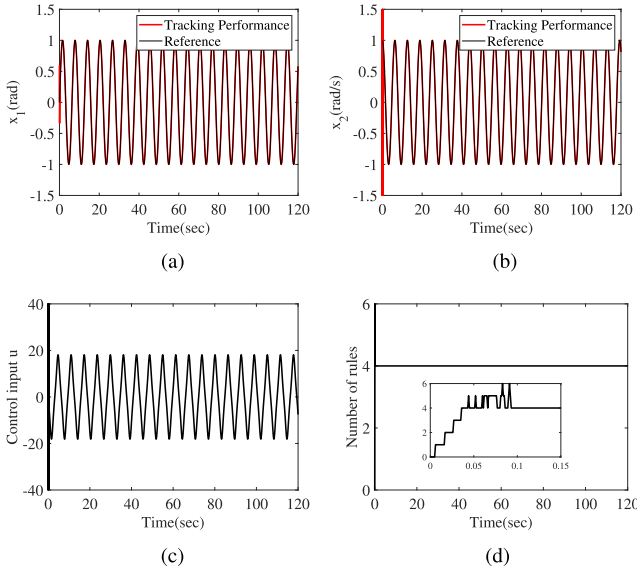 Tracking Performance
Reference
x1(rad)
1.5
1
0.5
0
-0.5
-1
-1.5
0 20 40 60 80 100 120
Time(sec)
(a)
Tracking Performance
Reference
x2(rad/s)
1.5
1
0.5
0
-0.5
-1
-1.5
0 20 40 60 80 100 120
Time(sec)
(b)
Control input u
40
20
0
-20
-40
0 20 40 60 80 100 120
Time(sec)
(c)
Number of rules
6
4
2
0
6
4
2
0
0 0.05 0.1 0.15
0 20 40 60 80 100 120
Time(sec)
(d)